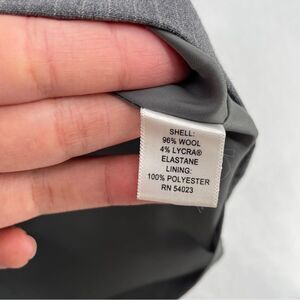 SHELL:
96% WOOL
4% LYCRA®
ELASTANE
LINING:
100% POLYESTER
RN 54023